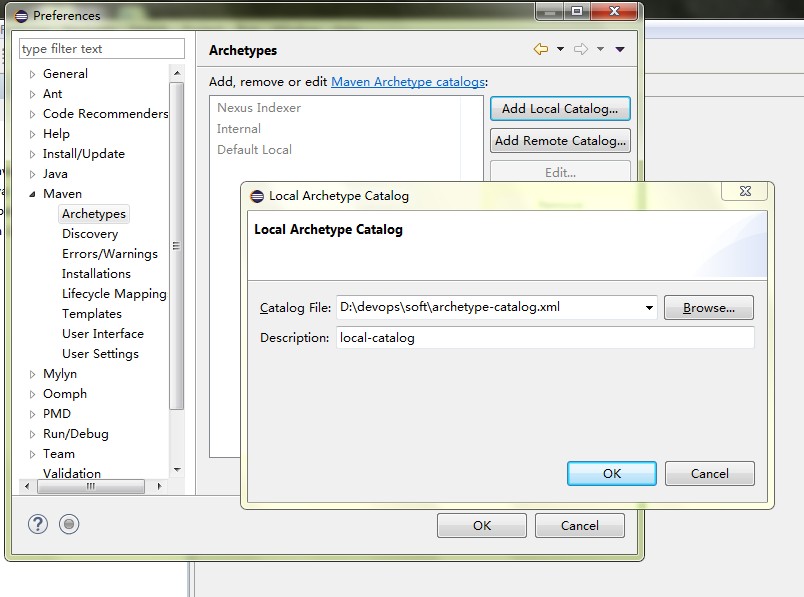 Preferences
type filter text
Archetypes
General
Ant
Code Recommenders
Help
Install/Update
Java
Maven
Archetypes
Discovery
Errors/Warnings
Installations
Lifecycle Mapping
Templates
User Interface
User Settings
Mylyn
Oomph
PMD
Run/Debug
Team
Validation
Add, remove or edit Maven Archetype catalogs:
Nexus Indexer
Internal
Default Local
Add Local Catalog...
Add Remote Catalog...
Edit...
Local Archetype Catalog
Local Archetype Catalog
Catalog File: D:\devops\soft\archetype-catalog.xml Browse...
Description: local-catalog
OK Cancel
OK Cancel